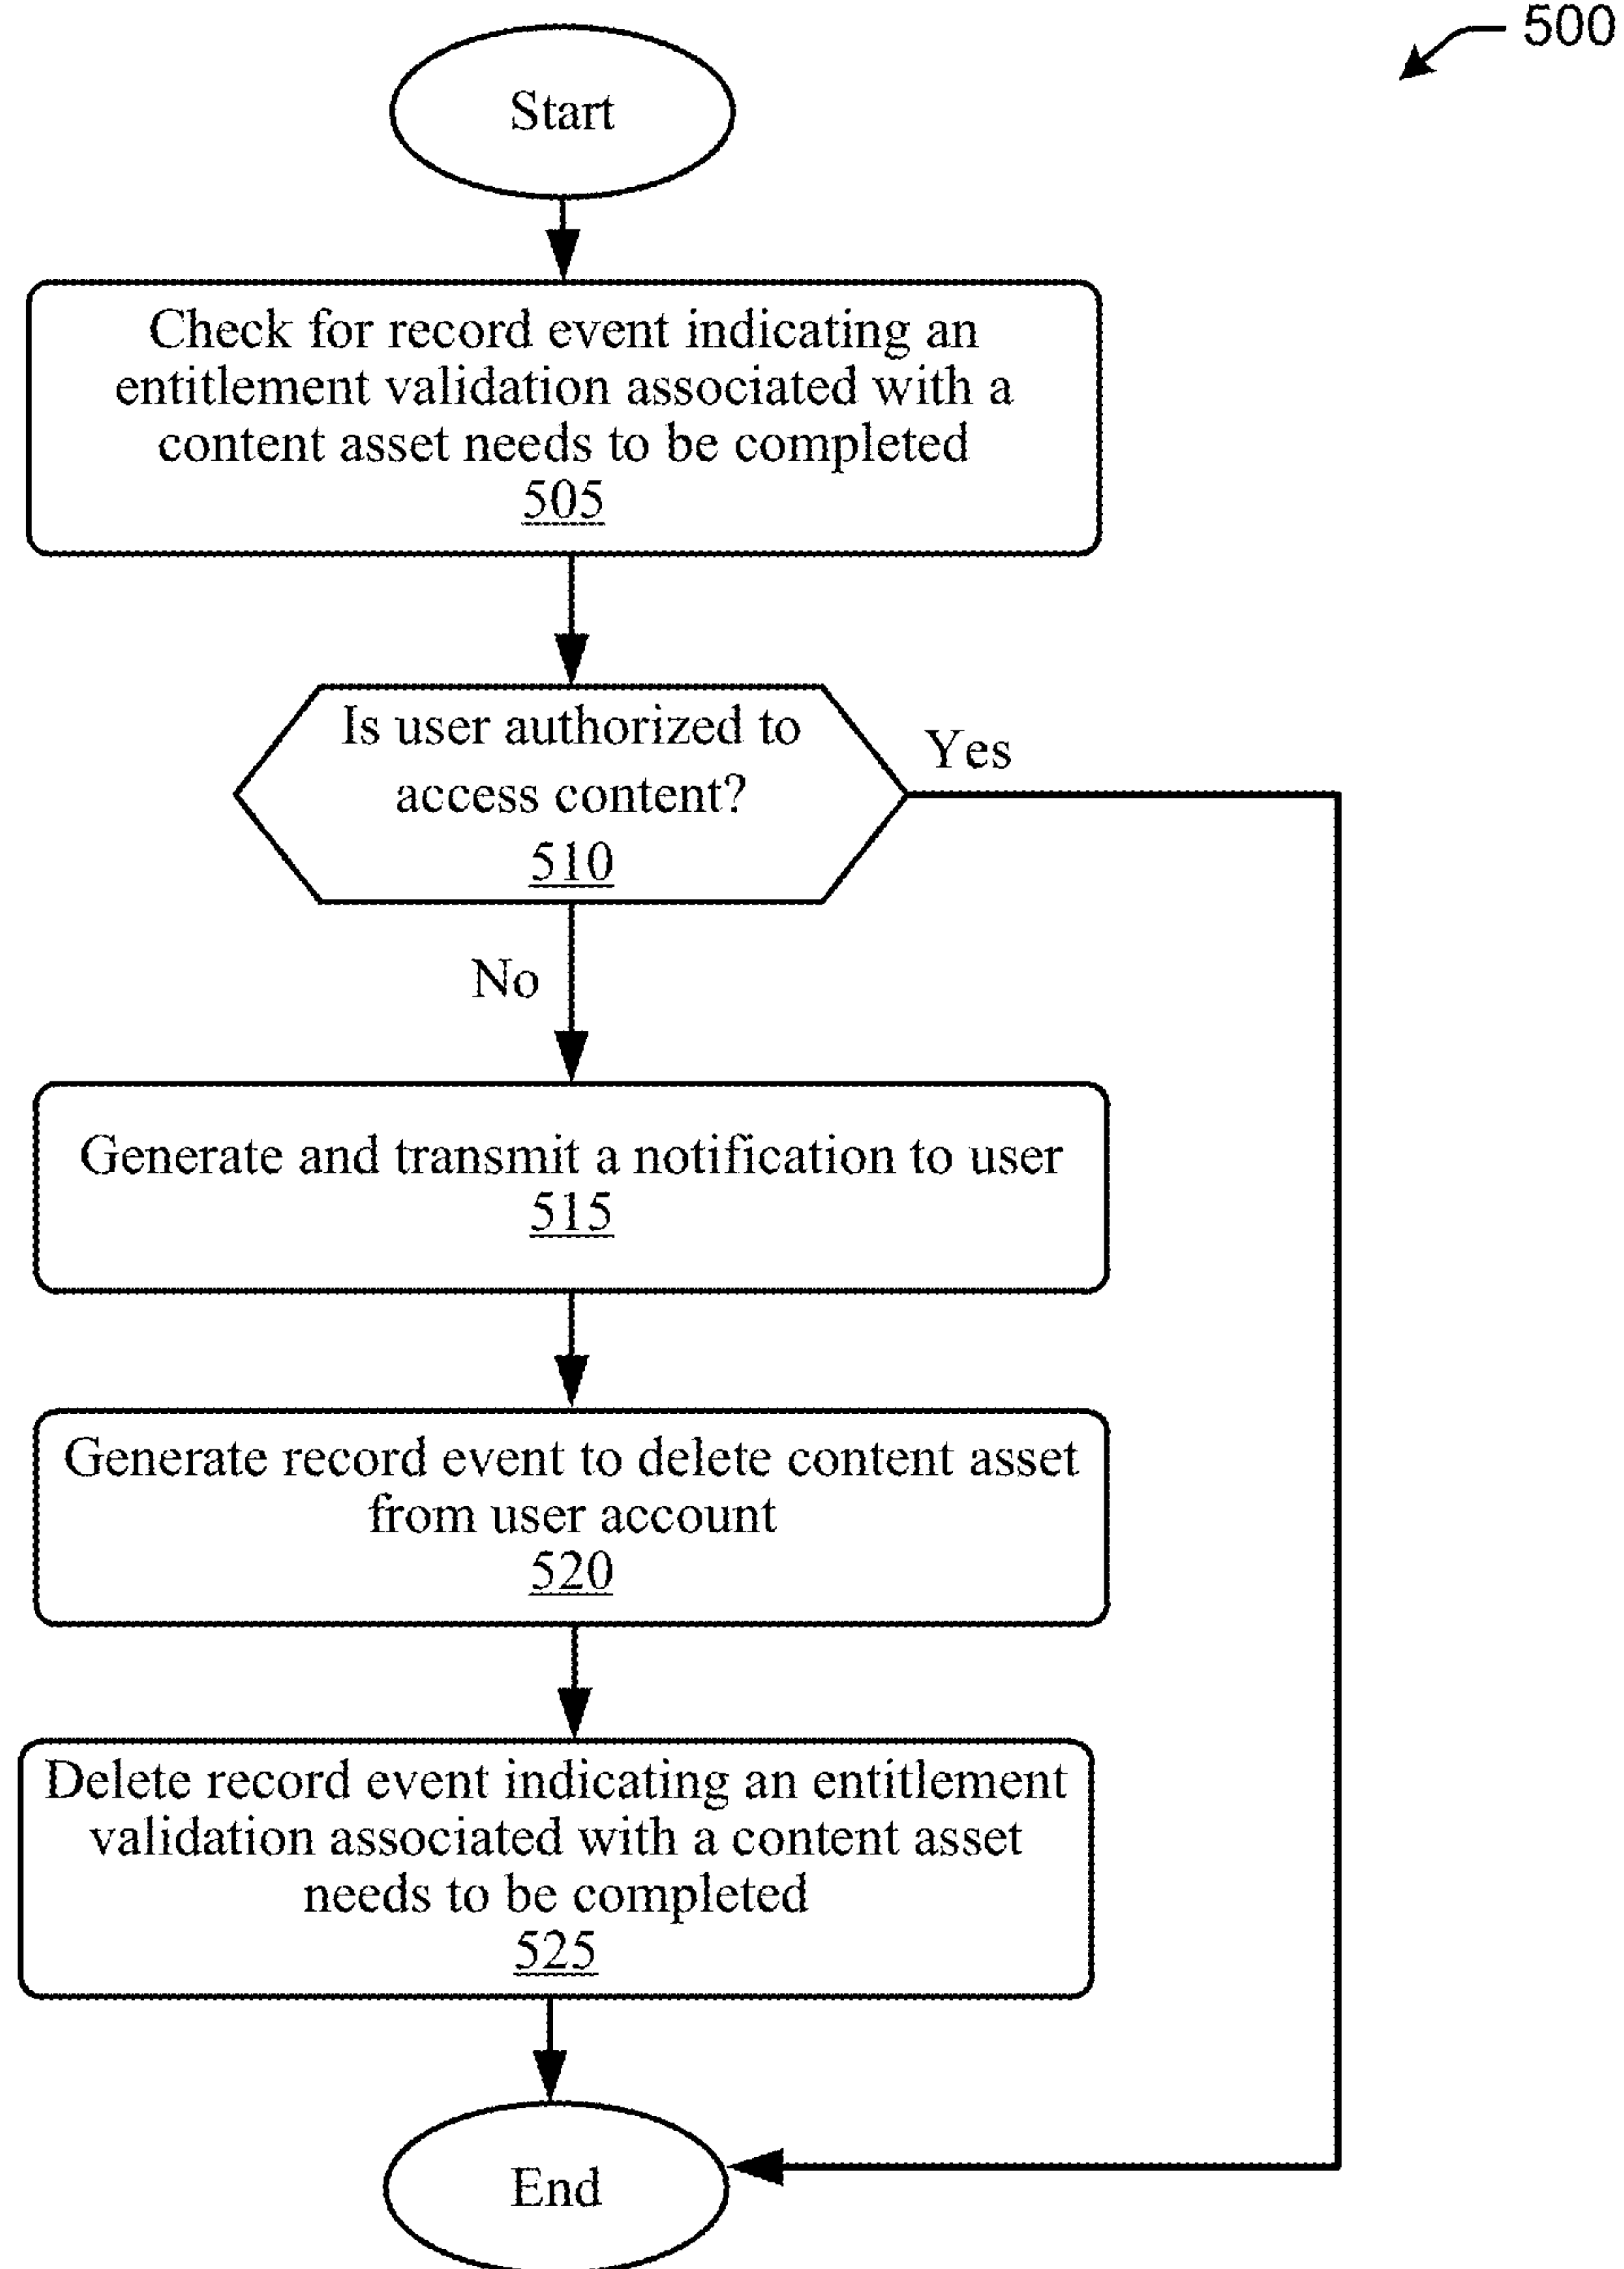 500
Start
Check for record event indicating an
entitlement validation associated with a
content asset needs to be completed
505
Is user authorized to
access content?
510
Yes
No
Generate and transmit a notification to user
515
Generate record event to delete content asset
from user account
520
Delete record event indicating an entitlement
validation associated with a content asset
needs to be completed
525
End